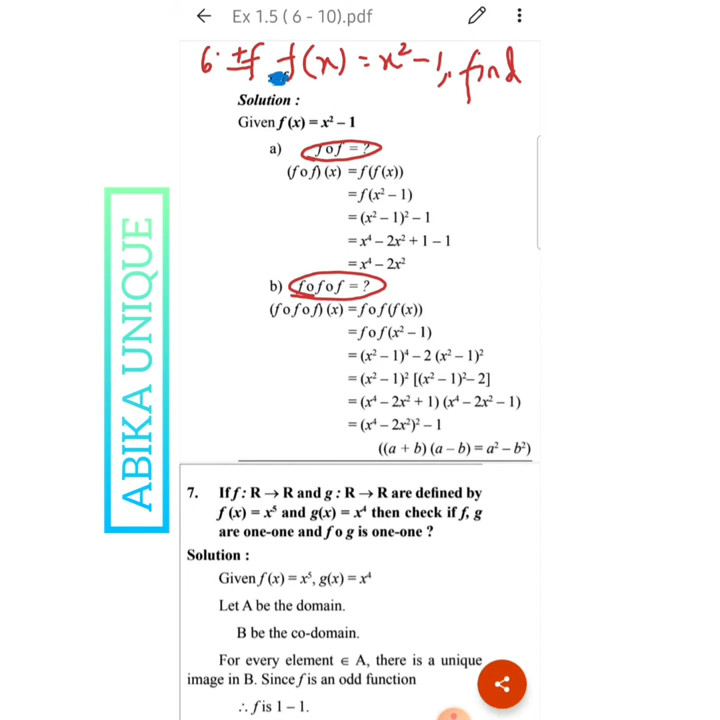 Ex 1.5 ( 6 - 10).pdf
6. If f(x) = x² - 1, find
Solution :
Given f (x) = x² – 1
a) f o f = ?
(f o f) (x) = f (f (x))
= f (x² – 1)
= (x² – 1)² – 1
= x⁴ – 2x² + 1 – 1
= x⁴ – 2x²
b) f o f o f = ?
(f o f o f) (x) = f o f (f (x))
= f o f (x² – 1)
= (x² – 1)⁴ – 2 (x² – 1)²
= (x² – 1)² [(x² – 1)² – 2]
= (x⁴ – 2x² + 1) (x⁴ – 2x² – 1)
= (x⁴ – 2x²)² – 1
((a + b) (a – b) = a² – b²)
7. If f : R → R and g : R → R are defined by
f (x) = x⁵ and g(x) = x⁴ then check if f, g
are one-one and f o g is one-one ?
Solution :
Given f (x) = x⁵, g(x) = x⁴
Let A be the domain.
B be the co-domain.
For every element ∈ A, there is a unique
image in B. Since f is an odd function
∴ f is 1 – 1.
ABIKA UNIQUE